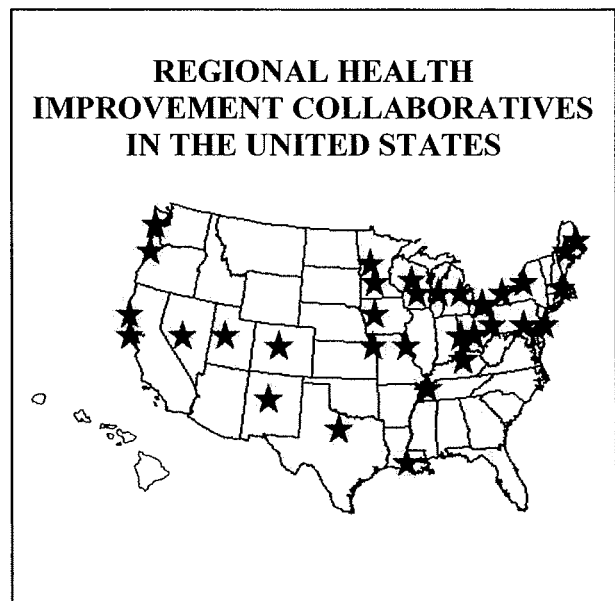 REGIONAL HEALTH
IMPROVEMENT COLLABORATIVES
IN THE UNITED STATES